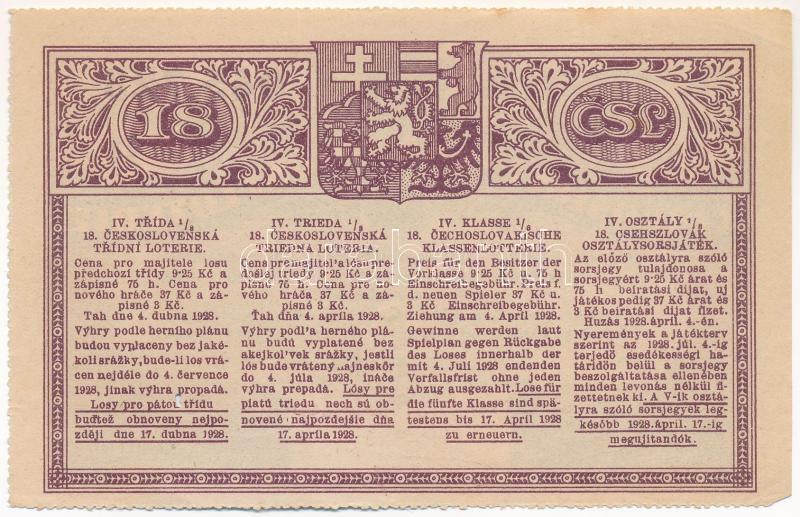 18
ČSL
IV. TŘÍDA 1/8
18. ČESKOSLOVENSKÁ
TŘÍDNÍ LOTERIE.
Cena pro majitele losu
předchozí třídy 9·25 Kč a
zápisné 75 h. Cena pro
nového hráče 37 Kč a zá-
pisné 3 Kč.
Tah dne 4. dubna 1928.
Výhry podle herního plánu
budou vyplaceny bez jaké-
koli srážky, bude-li los vrá-
cen nejdéle do 4. července
1928, jinak výhra propadá.
Losy pro pátou třídu
buďtež obnoveny nejpo-
zději dne 17. dubna 1928.
IV. TRIEDA 1/8
18. ČESKOSLOVENSKÁ
TRIEDNA LOTERIA.
Cena pre majiteľa lčsu pre-
došlej triedy 9·25 Kč a zá-
pisné 75 h. Cena pro no-
vého hráča 37 Kč a zá-
pisné 3 Kč.
Ťah dňa 4. apríla 1928.
Výhry podľa herného plá-
nu budú vyplatené bez
akejkoľvek srážky, jestli
lós bude vrátený najneskôr
do 4. júla 1928, ináče
výhra prepadá. Lósy pre
piatú triedu nech sú ob-
novené najpozdejšie dňa
17. apríla 1928.
IV. KLASSE 1/8
18. ČECHOSLOVAKISCHE
KLASSENLOTTERIE.
Preis für den Besitzer der
Vorklasse 9·25 Kč u. 75 h
Einschreibegebühr. Preis f.
d. neuen Spieler 37 Kč u.
3 Kč Einschreibegebühr.
Ziehung am 4. April 1928.
Gewinne werden laut
Spielplan gegen Rückgabe
des Loses innerhalb der
mit 4. Juli 1928 endenden
Verfallsfrist ohne jeden
Abzug ausgezahlt. Lose für
die fünfte Klasse sind spä-
testens bis 17. April 1928
zu erneuern.
IV. OSZTÁLY 1/8
18. CSEHSZLOVÁK
OSZTÁLYSORSJÁTÉK.
Az előző osztályra szóló
sorsjegy tulajdonosa a
sorsjegyért 9·25 Kč árat és
75 h beiratási dijat, uj
játékos pedig 37 Kč árat és
3 Kč beiratási dijat fizet.
Huzás 1928. ápril. 4.-én.
Nyeremények a játékterv
szerint az 1928. jul. 4.-ig
terjedő esedékességi ha-
táridőn belül a sorsjegy
beszolgáltatása ellenében
minden levonás nélkül fi-
zettetnek ki. A V-ik osztá-
lyra szóló sorsjegyek leg-
később 1928. ápril. 17.-ig
megujitandók.